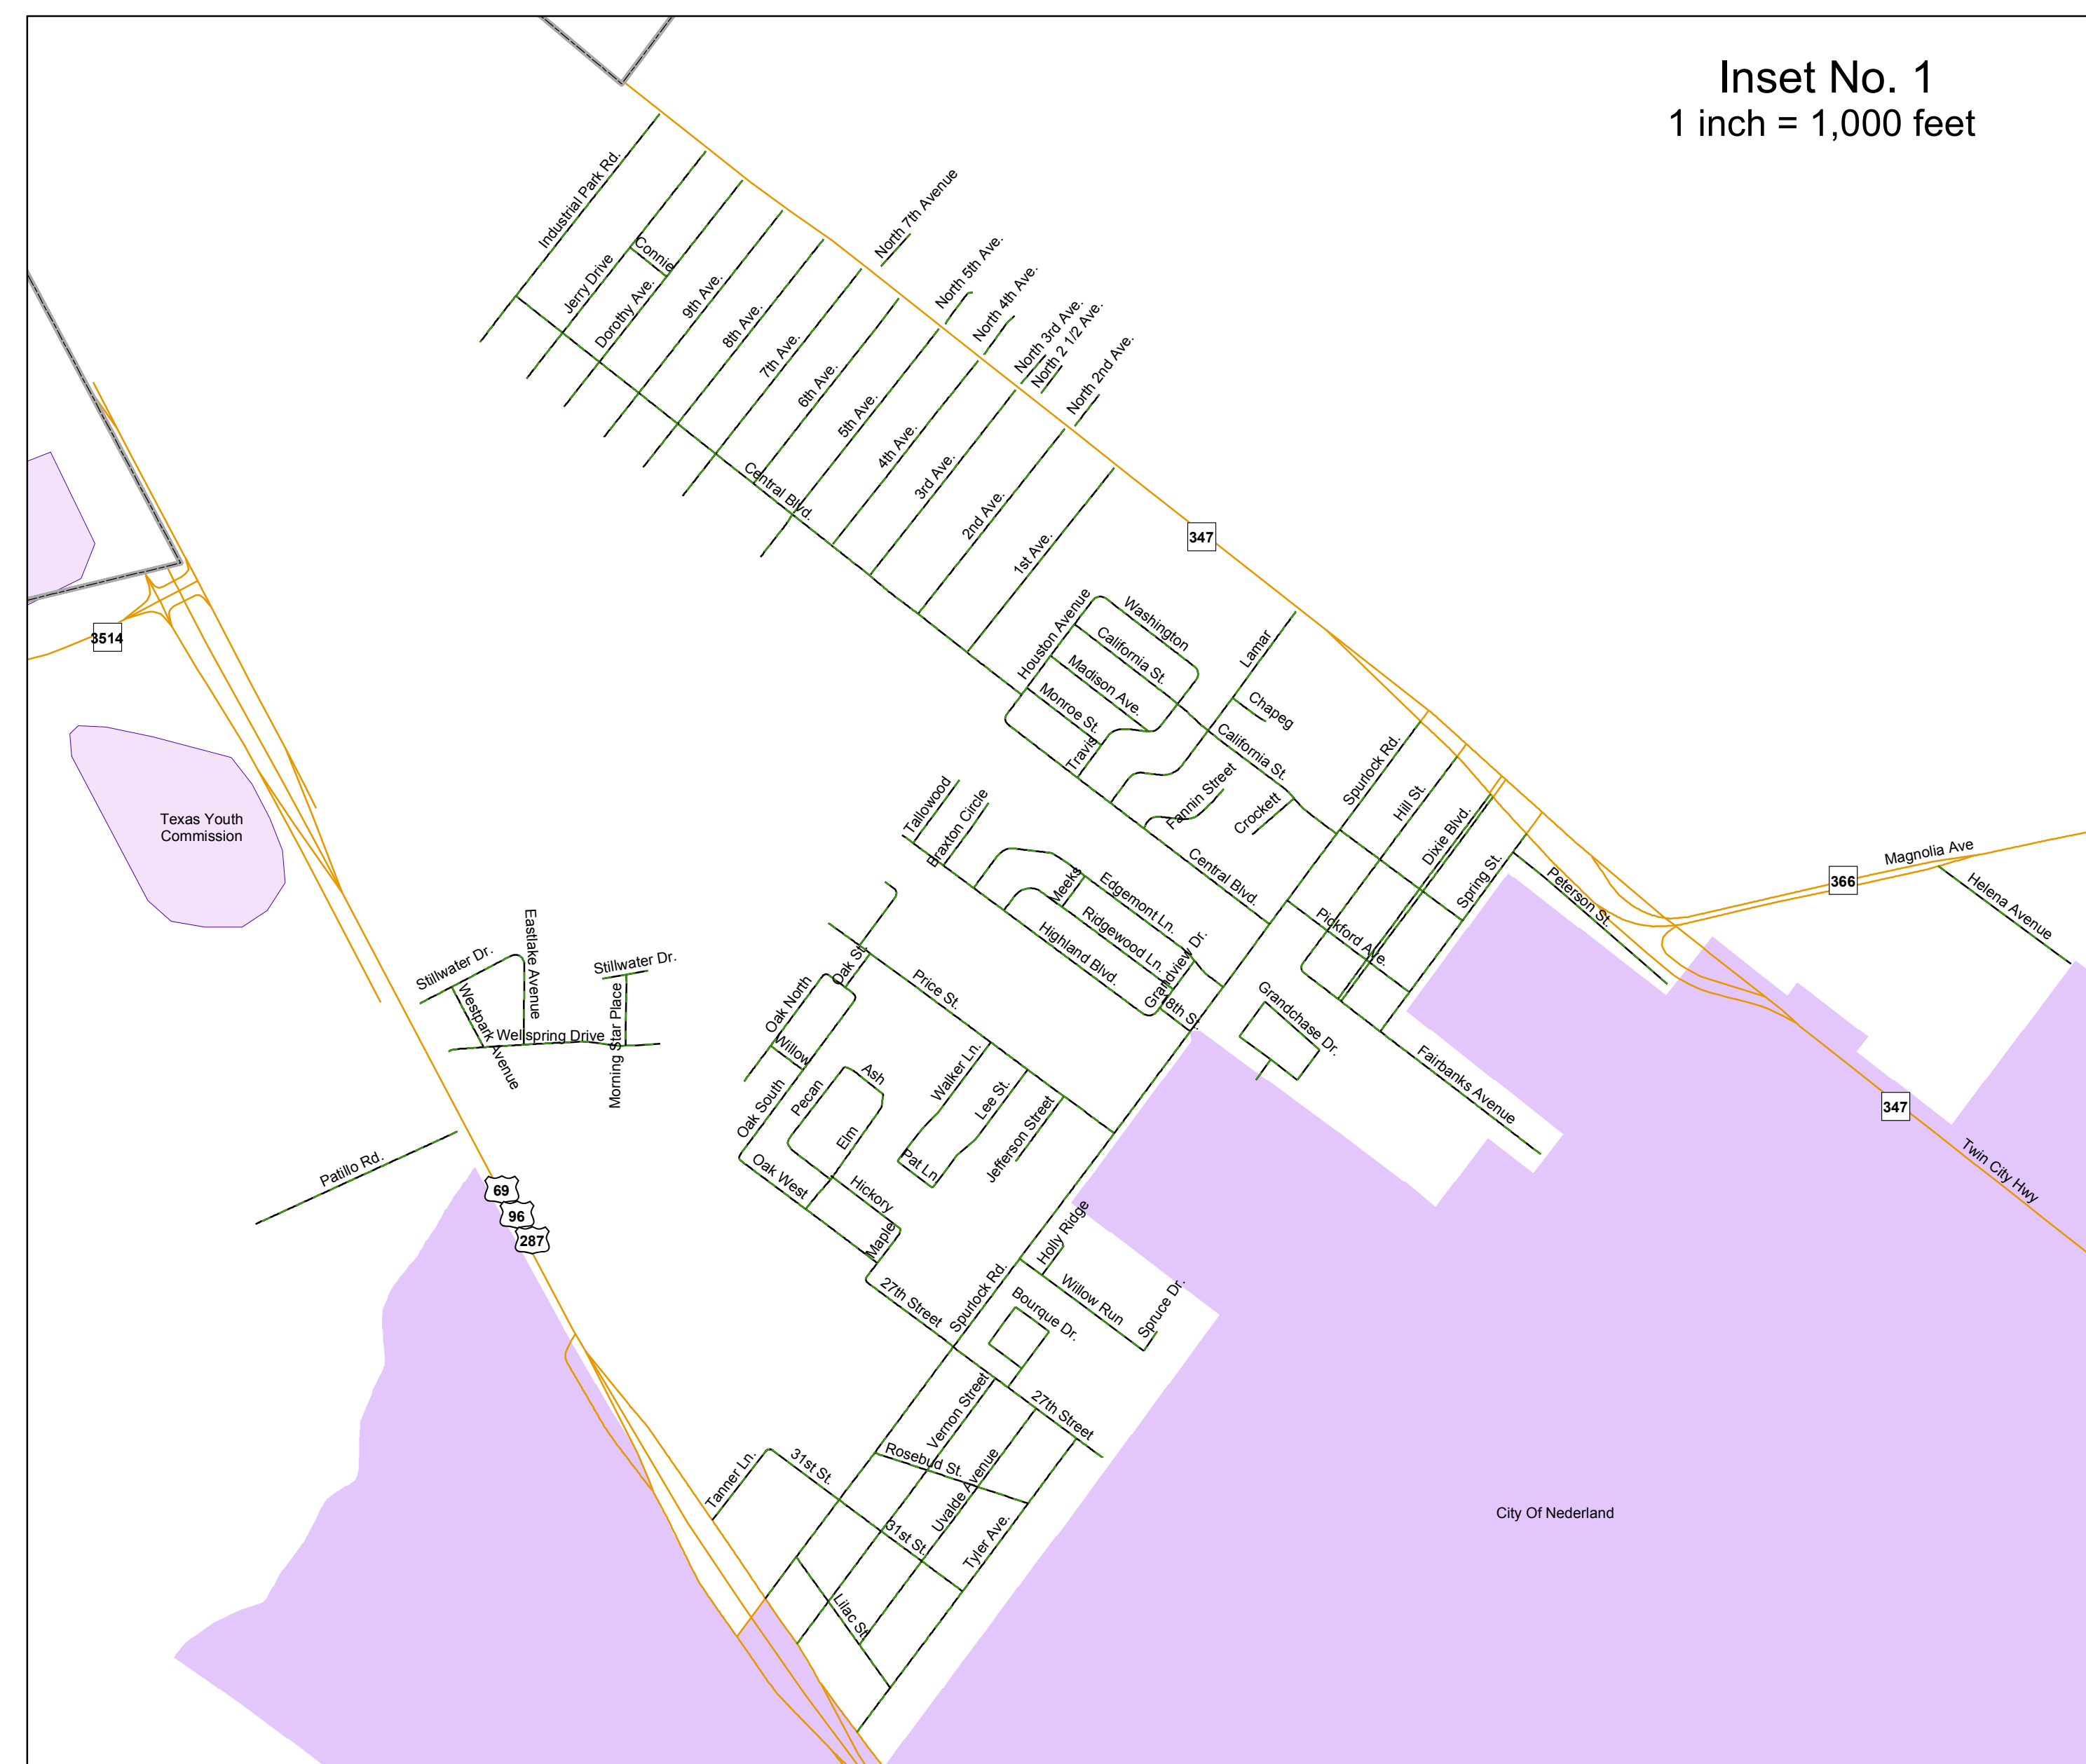 Inset No. 1
1 inch = 1,000 feet
Industrial Park Rd.
Jerry Drive
Connie
Dorothy Ave.
9th Ave.
8th Ave.
7th Ave.
6th Ave.
5th Ave.
4th Ave.
3rd Ave.
2nd Ave.
1st Ave.
North 7th Avenue
North 5th Ave.
North 4th Ave.
North 3rd Ave.
North 2 1/2 Ave.
North 2nd Ave.
Central Blvd.
347
3514
Texas Youth
Commission
Houston Avenue
Washington
California St.
Madison Ave.
Monroe St.
Travis
Lamar
Chapeg
California St.
Fannin Street
Crockett
Central Blvd.
Spurlock Rd.
Hill St.
Dixie Blvd.
Spring St.
Pickford Ave.
Peterson St.
366
Magnolia Ave
Helena Avenue
Tallowood
Braxton Circle
Meeks
Edgemont Ln.
Ridgewood Ln.
Highland Blvd.
Grandview Dr.
18th St.
Grandchase Dr.
Fairbanks Avenue
347
Twin City Hwy
Stillwater Dr.
Eastlake Avenue
Westpark Avenue
Wellspring Drive
Stillwater Dr.
Morning Star Place
Patillo Rd.
69
96
287
Oak St.
Oak North
Willow
Oak South
Oak West
Price St.
Pecan
Ash
Elm
Hickory
Maple
Walker Ln.
Lee St.
Jefferson Street
Pat Ln
27th Street
Spurlock Rd.
Holly Ridge
Willow Run
Spruce Dr.
Bourque Dr.
27th Street
Vernon Street
Rosebud St.
Uvalde Avenue
Tyler Ave.
Tanner Ln.
31st St.
31st St.
Lilac St.
City Of Nederland